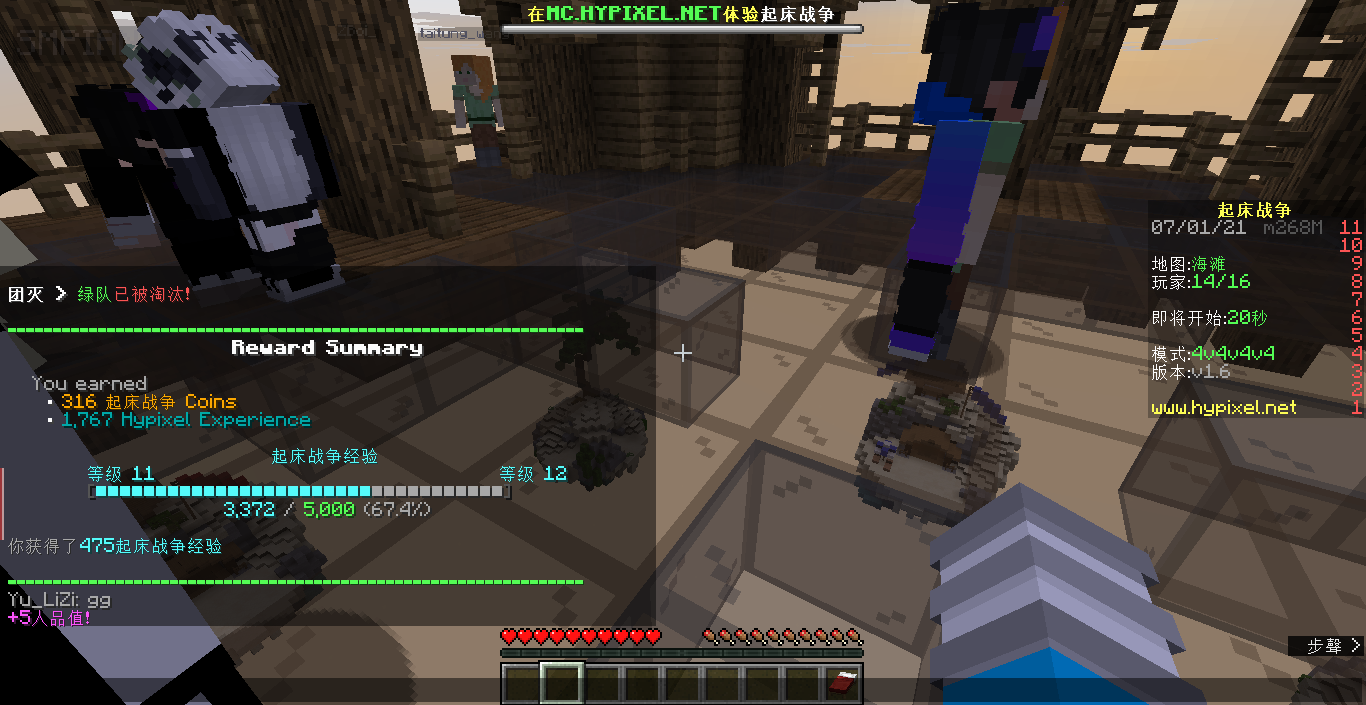 在MC.HYPIXEL.NET体验起床战争
起床战争
07/01/21 m268M 11
10
地图:海滩 9
玩家:14/16 8
7
即将开始:20秒 6
5
模式:4v4v4v4 4
版本:v1.6 3
2
www.hypixel.net 1
团灭 > 绿队已被淘汰!
Reward Summary
You earned
• 316 起床战争 Coins
• 1,767 Hypixel Experience
起床战争经验
等级 11 等级 12
3,372 / 5,000 (67.4%)
你获得了475起床战争经验
Yu_LiZi: gg
+5人品值!
步聲 >